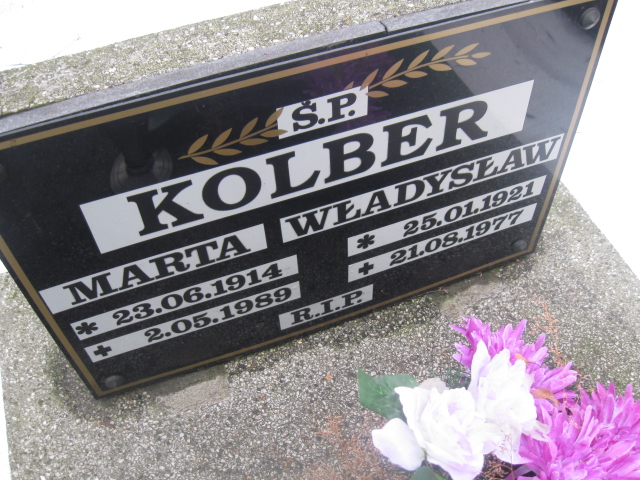 Ś.P.
KOLBER
MARTA WŁADYSŁAW
* 23.06.1914 * 25.01.1921
+ 2.05.1989 + 21.08.1977
R.I.P.